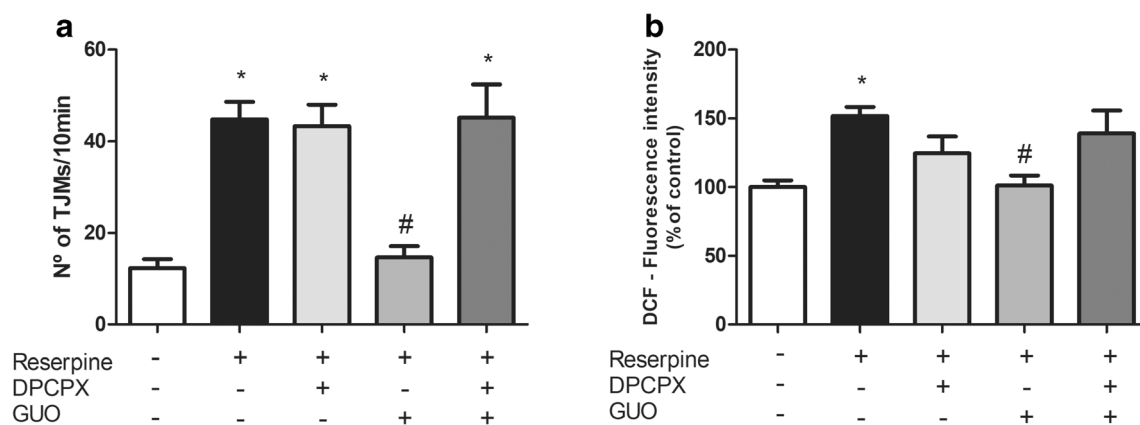 a
60
40
20
0
Nº of TJMs/10min
* * # *
Reserpine - + + + +
DPCPX - - + - +
GUO - - - + +
b
200
150
100
50
0
DCF - Fluorescence intensity
(% of control)
* #
Reserpine - + + + +
DPCPX - - + - +
GUO - - - + +